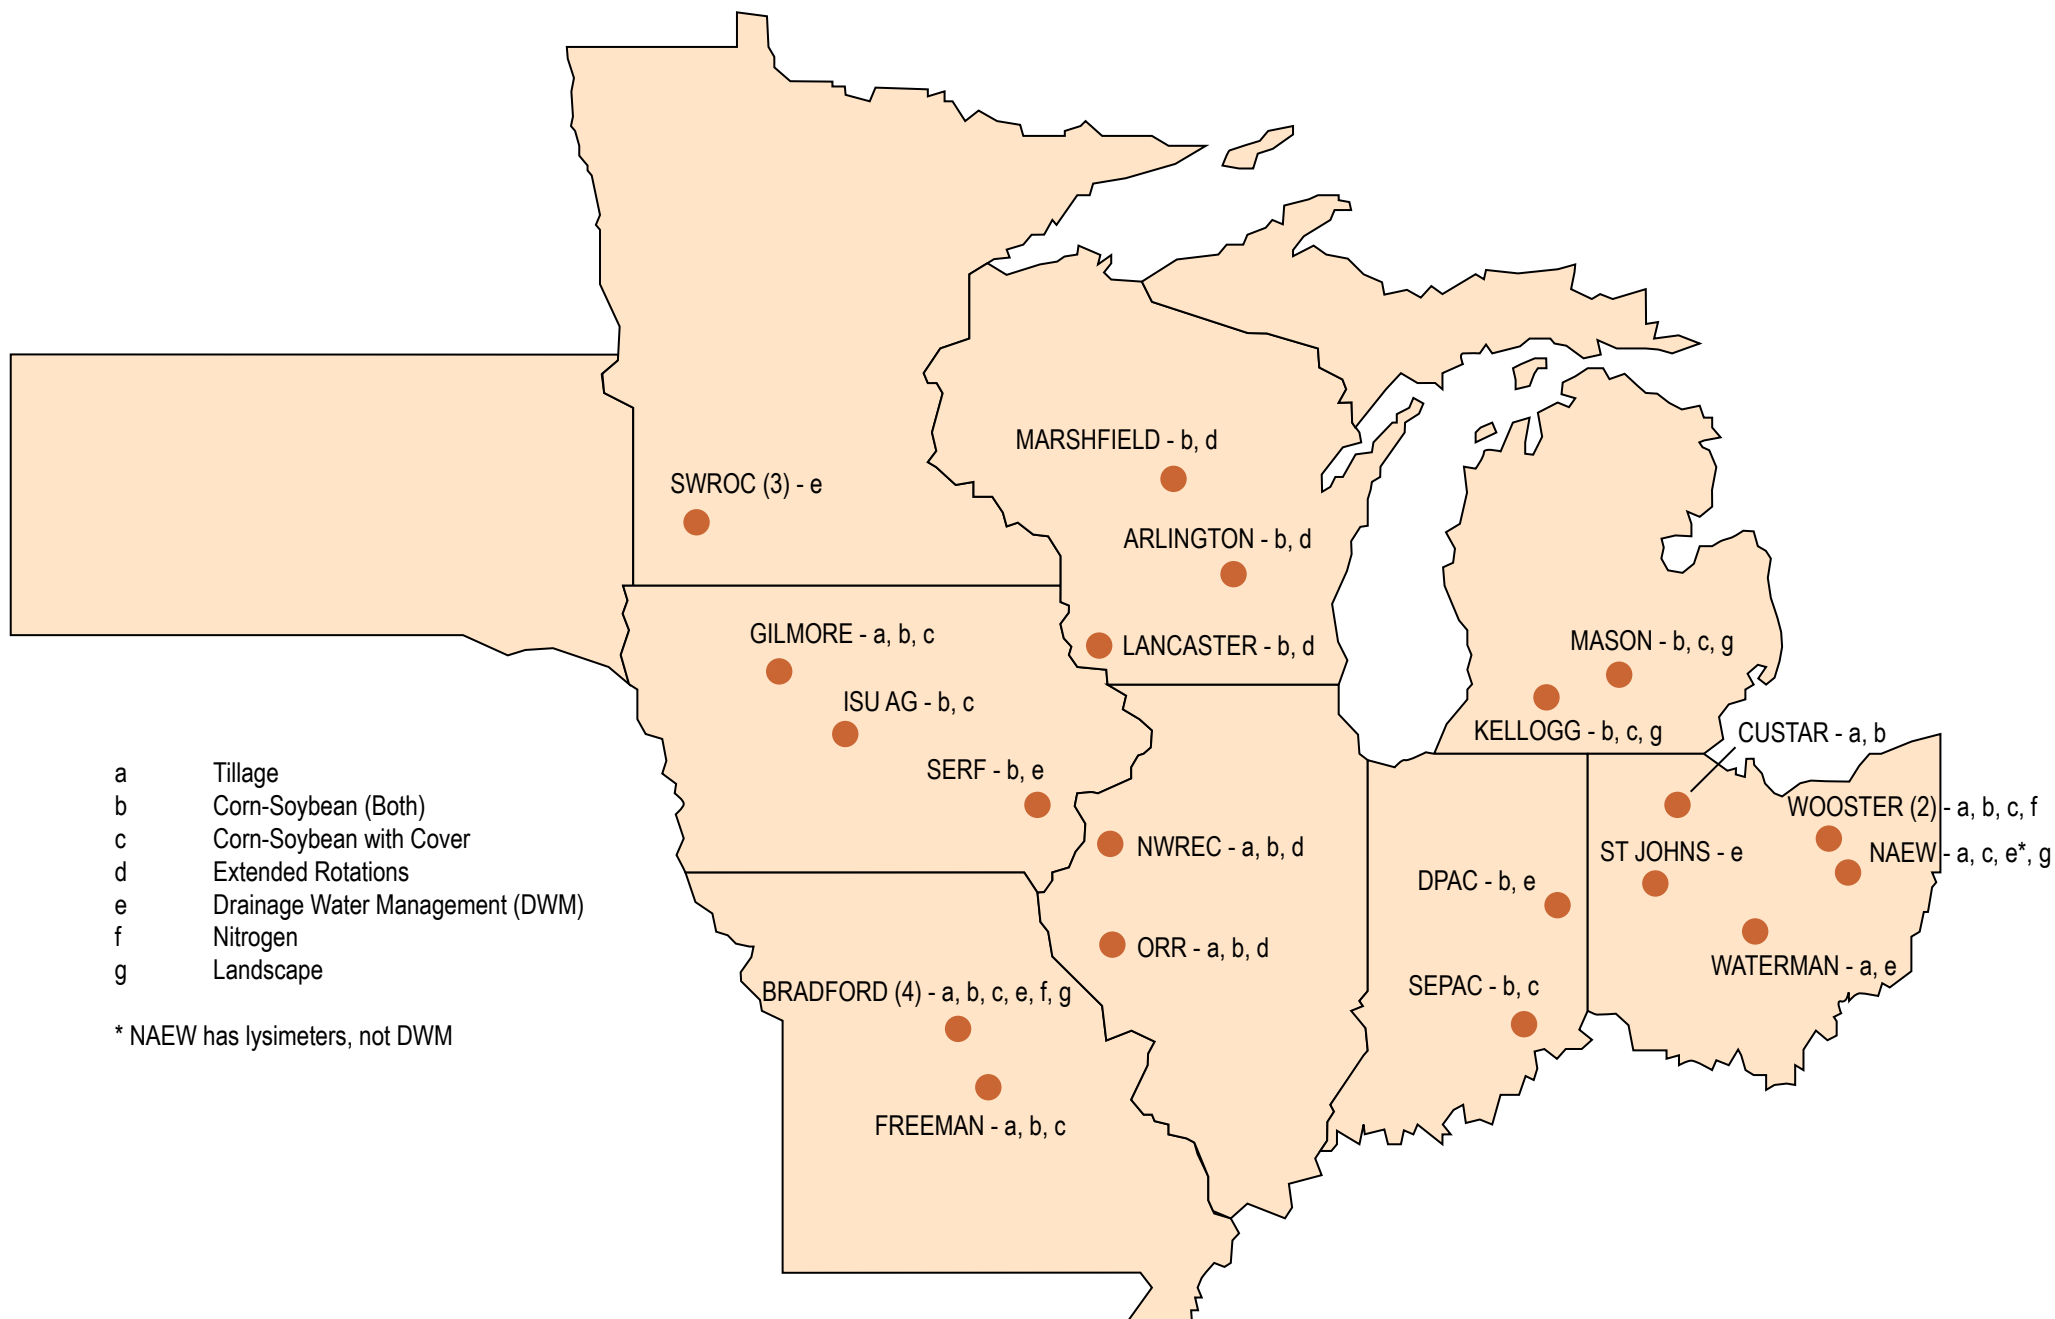 MARSHFIELD - b, d
SWROC (3) - e
ARLINGTON - b, d
GILMORE - a, b, c
LANCASTER - b, d
MASON - b, c, g
ISU AG - b, c
KELLOGG - b, c, g
CUSTAR - a, b
SERF - b, e
WOOSTER (2) - a, b, c, f
NWREC - a, b, d
ST JOHNS - e
NAEW - a, c, e*, g
DPAC - b, e
ORR - a, b, d
WATERMAN - a, e
SEPAC - b, c
BRADFORD (4) - a, b, c, e, f, g
FREEMAN - a, b, c
a Tillage
b Corn-Soybean (Both)
c Corn-Soybean with Cover
d Extended Rotations
e Drainage Water Management (DWM)
f Nitrogen
g Landscape
* NAEW has lysimeters, not DWM